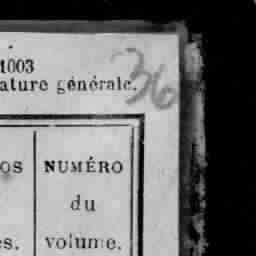 1003
ature générale.
36
OS NUMÉRO
du
es. volume.